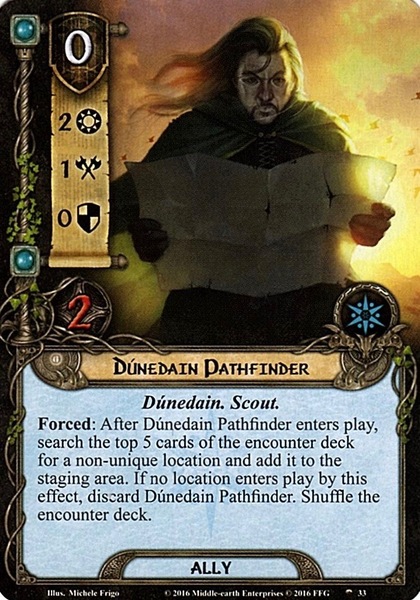 0
2
1
0
2
DÚNEDAIN PATHFINDER
Dúnedain. Scout.
Forced: After Dúnedain Pathfinder enters play,
search the top 5 cards of the encounter deck
for a non-unique location and add it to the
staging area. If no location enters play by this
effect, discard Dúnedain Pathfinder. Shuffle the
encounter deck.
ALLY
Illus. Michele Frigo © 2016 Middle-earth Enterprises © 2016 FFG 33